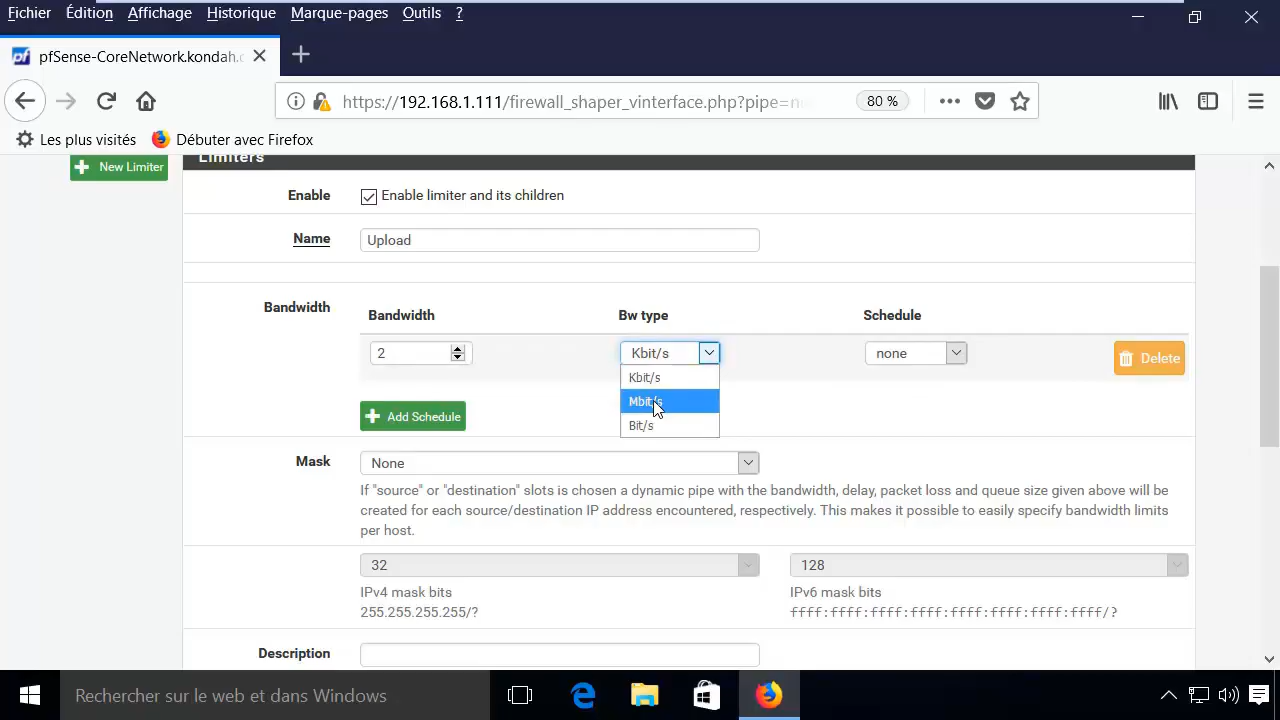 Fichier Édition Affichage Historique Marque-pages Outils ?
pfSense-CoreNetwork.kondah.
https://192.168.1.111/firewall_shaper_vinterface.php?pipe= 80 %
Les plus visités Débuter avec Firefox
New Limiter
Limiters
Enable Enable limiter and its children
Name Upload
Bandwidth Bandwidth Bw type Schedule
2 Kbit/s none Delete
Kbit/s
Mbit/s
Add Schedule
Bit/s
Mask None
If "source" or "destination" slots is chosen a dynamic pipe with the bandwidth, delay, packet loss and queue size given above will be
created for each source/destination IP address encountered, respectively. This makes it possible to easily specify bandwidth limits
per host.
32 128
IPv4 mask bits IPv6 mask bits
255.255.255.255/? ffff:ffff:ffff:ffff:ffff:ffff:ffff:ffff/?
Description
Rechercher sur le web et dans Windows